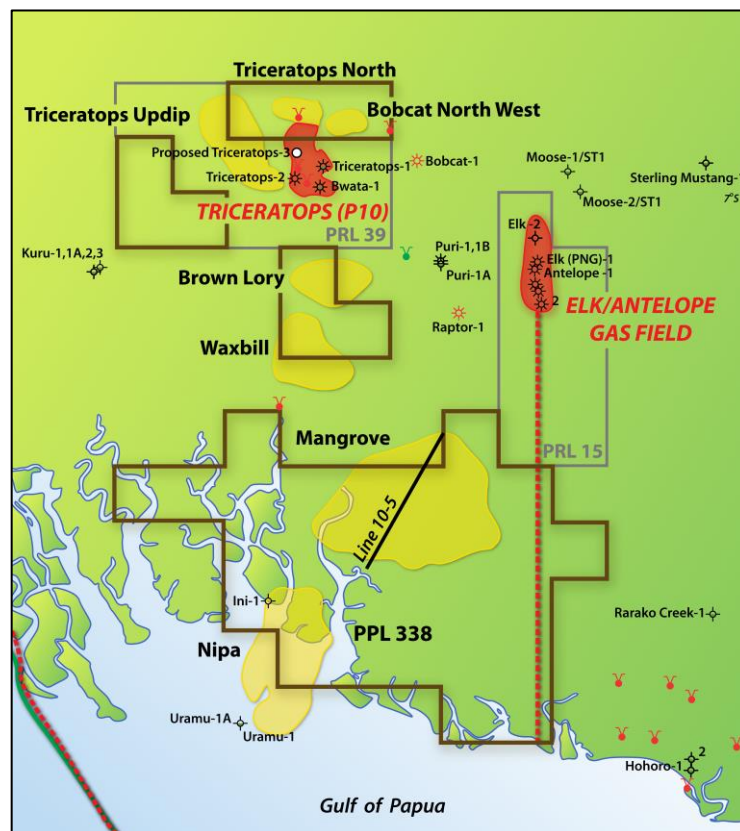 Triceratops North
Triceratops Updip
Bobcat North West
Proposed Triceratops-3
Triceratops-1
Bobcat-1
Moose-1/ST1
Sterling Mustang-1
Triceratops-2
Bwata-1
Moose-2/ST1
7°S
TRICERATOPS (P10)
PRL 39
Elk -2
Kuru-1,1A,2,3
Puri-1,1B
Puri-1A
Elk (PNG)-1
Antelope -1
Brown Lory
2
ELK/ANTELOPE
GAS FIELD
Raptor-1
Waxbill
Mangrove
PRL 15
Line 10-5
Ini-1
Rarako Creek-1
PPL 338
Nipa
Uramu-1A
Uramu-1
2
Hohoro-1
Gulf of Papua